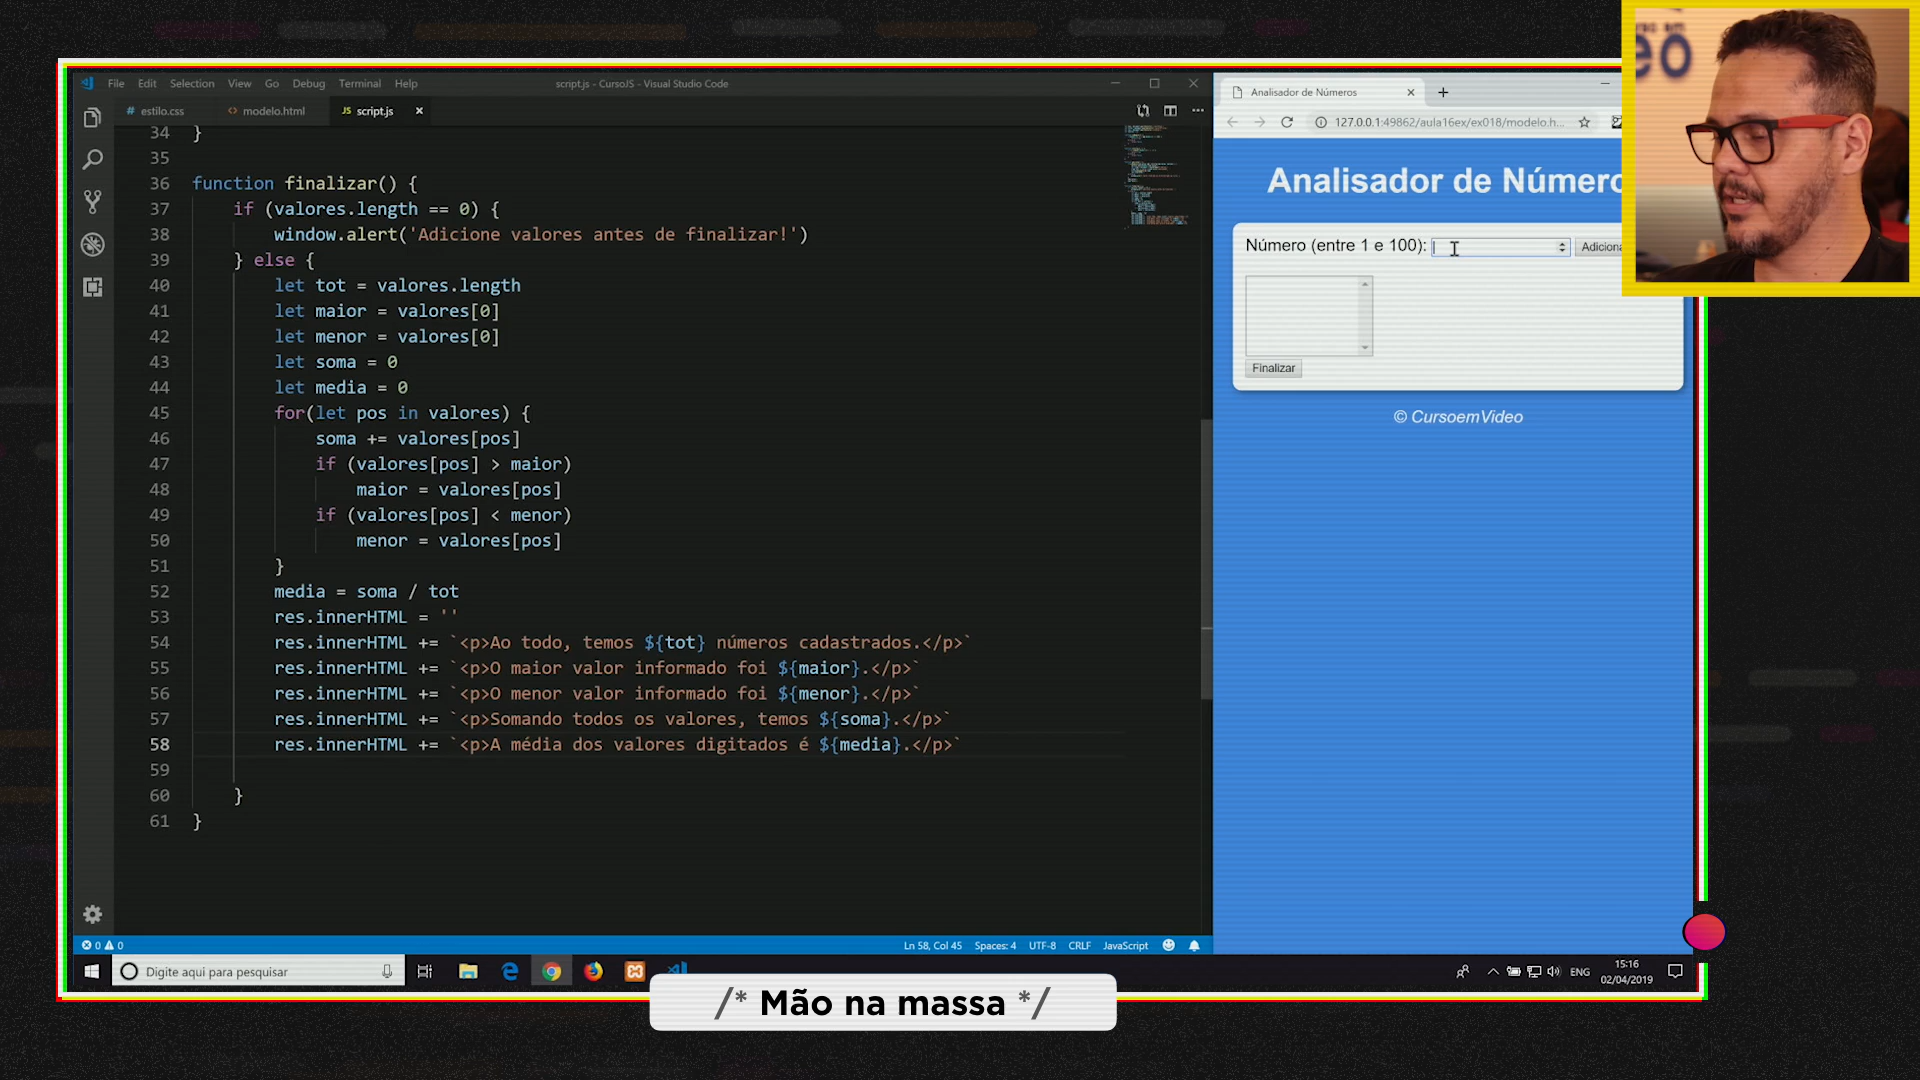 File Edit Selection View Go Debug Terminal Help
script.js - CursoJS - Visual Studio Code
# estilo.css
<> modelo.html
JS script.js
34 }
35
36 function finalizar() {
37 if (valores.length == 0) {
38 window.alert('Adicione valores antes de finalizar!')
39 } else {
40 let tot = valores.length
41 let maior = valores[0]
42 let menor = valores[0]
43 let soma = 0
44 let media = 0
45 for(let pos in valores) {
46 soma += valores[pos]
47 if (valores[pos] > maior)
48 maior = valores[pos]
49 if (valores[pos] < menor)
50 menor = valores[pos]
51 }
52 media = soma / tot
53 res.innerHTML = ''
54 res.innerHTML += `<p>Ao todo, temos ${tot} números cadastrados.</p>`
55 res.innerHTML += `<p>O maior valor informado foi ${maior}.</p>`
56 res.innerHTML += `<p>O menor valor informado foi ${menor}.</p>`
57 res.innerHTML += `<p>Somando todos os valores, temos ${soma}.</p>`
58 res.innerHTML += `<p>A média dos valores digitados é ${media}.</p>`
59
60 }
61 }
0 0
Ln 58, Col 45 Spaces: 4 UTF-8 CRLF JavaScript
Analisador de Números
127.0.0.1:49862/aula16ex/ex018/modelo.h...
Analisador de Número
Número (entre 1 e 100):
Adiciona
Finalizar
© CursoemVideo
Digite aqui para pesquisar
ENG
15:16
02/04/2019
/* Mão na massa */